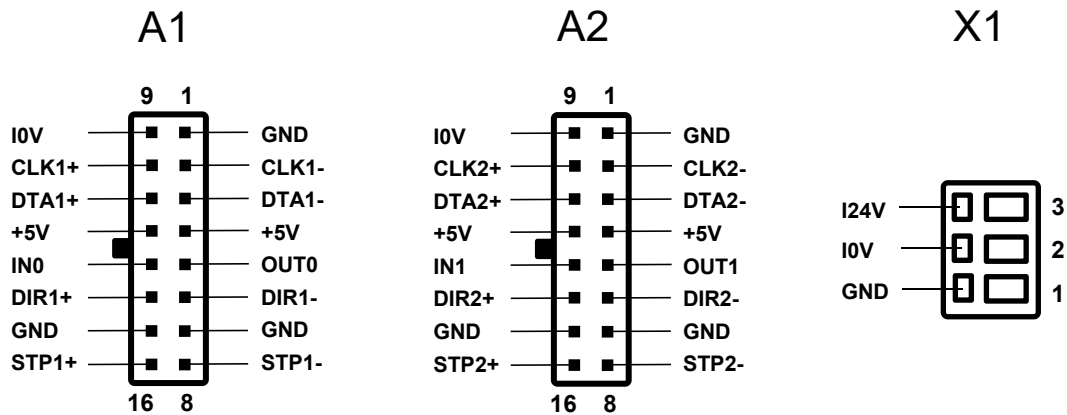 A1 A2 X1
9 1 9 1
I0V GND I0V GND
CLK1+ CLK1- CLK2+ CLK2-
DTA1+ DTA1- DTA2+ DTA2- I24V 3
+5V +5V +5V +5V I0V 2
IN0 OUT0 IN1 OUT1
DIR1+ DIR1- DIR2+ DIR2- GND 1
GND GND GND GND
STP1+ STP1- STP2+ STP2-
16 8 16 8